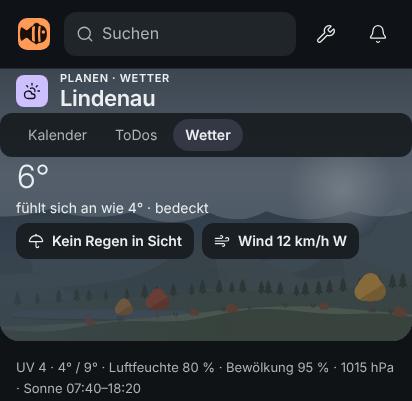 Suchen
PLANEN · WETTER
Lindenau
Kalender ToDos Wetter
6°
fühlt sich an wie 4° · bedeckt
Kein Regen in Sicht Wind 12 km/h W
UV 4 · 4° / 9° · Luftfeuchte 80 % · Bewölkung 95 % · 1015 hPa
· Sonne 07:40–18:20